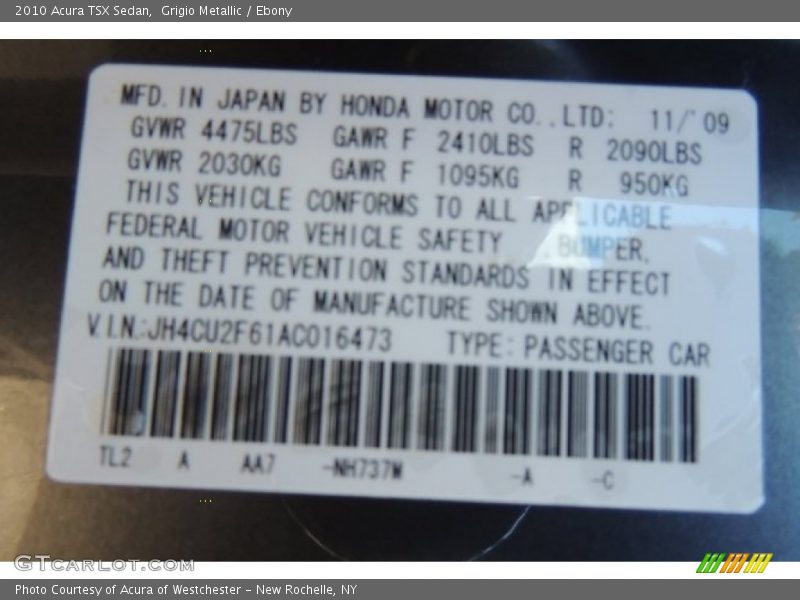 2010 Acura TSX Sedan,  Grigio Metallic / Ebony
MFD. IN JAPAN BY HONDA MOTOR CO., LTD: 11/'09
GVWR 4475LBS GAWR F 2410LBS R 2090LBS
GVWR 2030KG GAWR F 1095KG R 950KG
THIS VEHICLE CONFORMS TO ALL APPLICABLE
FEDERAL MOTOR VEHICLE SAFETY , BUMPER,
AND THEFT PREVENTION STANDARDS IN EFFECT
ON THE DATE OF MANUFACTURE SHOWN ABOVE.
V.I.N.:JH4CU2F61AC016473 TYPE: PASSENGER CAR
TL2 A AA7 -NH737M -A -C
GTCARLOT.COM
Photo Courtesy of Acura of Westchester - New Rochelle, NY